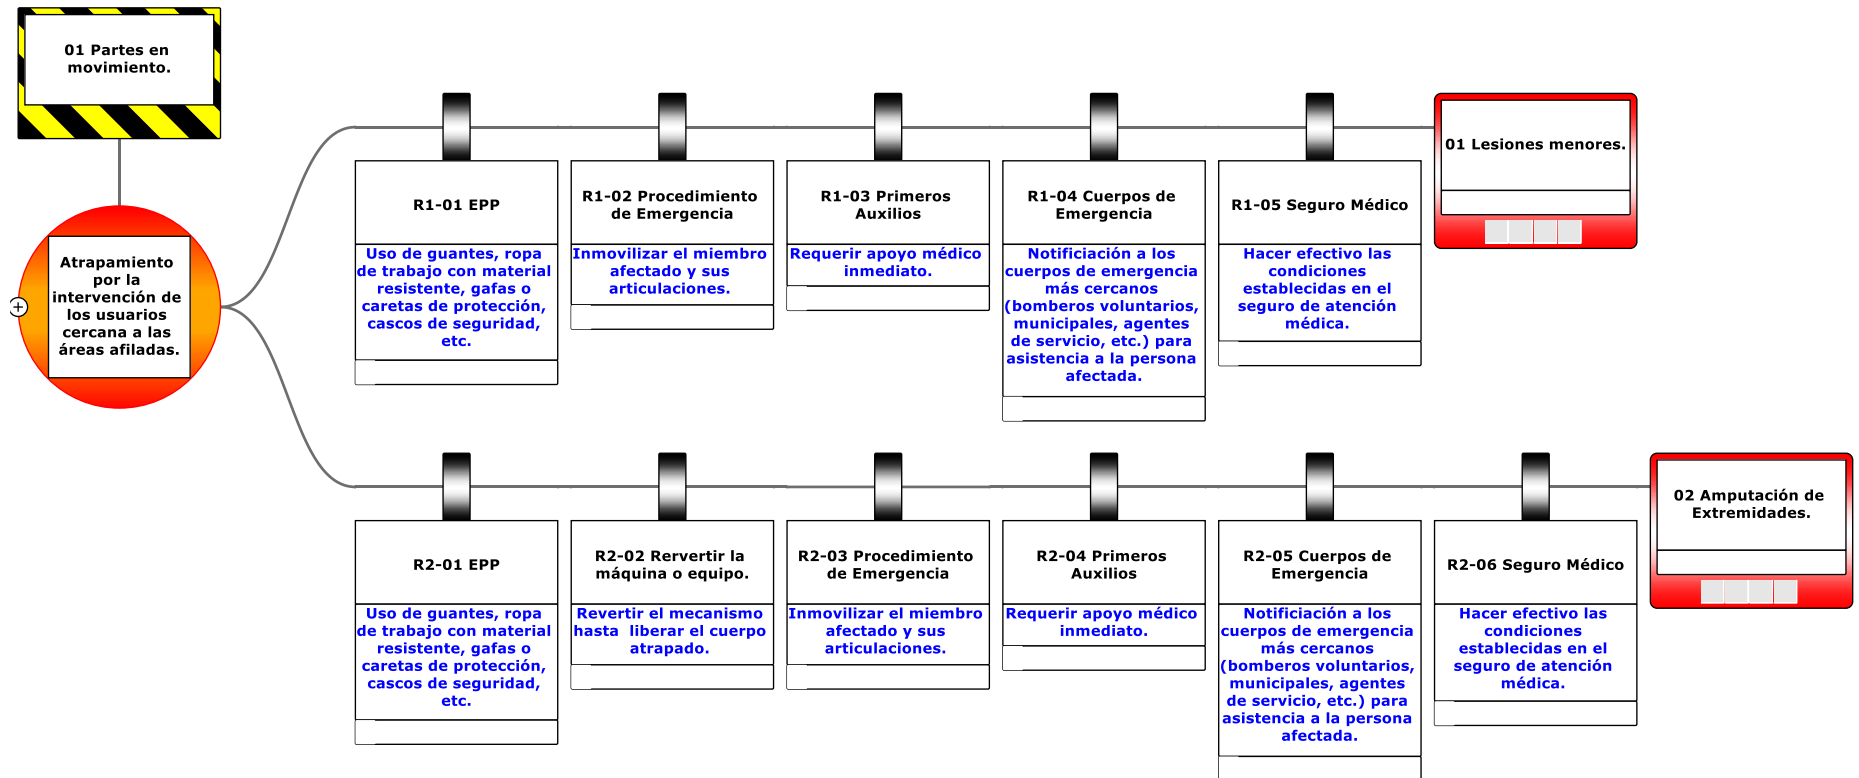 01 Partes en
movimiento.
Atrapamiento
por la
intervención de
los usuarios
cercana a las
áreas afiladas.
R1-01 EPP
Uso de guantes, ropa
de trabajo con material
resistente, gafas o
caretas de protección,
cascos de seguridad,
etc.
R1-02 Procedimiento
de Emergencia
Inmovilizar el miembro
afectado y sus
articulaciones.
R1-03 Primeros
Auxilios
Requerir apoyo médico
inmediato.
R1-04 Cuerpos de
Emergencia
Notificiación a los
cuerpos de emergencia
más cercanos
(bomberos voluntarios,
municipales, agentes
de servicio, etc.) para
asistencia a la persona
afectada.
R1-05 Seguro Médico
Hacer efectivo las
condiciones
establecidas en el
seguro de atención
médica.
01 Lesiones menores.
R2-01 EPP
Uso de guantes, ropa
de trabajo con material
resistente, gafas o
caretas de protección,
cascos de seguridad,
etc.
R2-02 Rervertir la
máquina o equipo.
Revertir el mecanismo
hasta  liberar el cuerpo
atrapado.
R2-03 Procedimiento
de Emergencia
Inmovilizar el miembro
afectado y sus
articulaciones.
R2-04 Primeros
Auxilios
Requerir apoyo médico
inmediato.
R2-05 Cuerpos de
Emergencia
Notificiación a los
cuerpos de emergencia
más cercanos
(bomberos voluntarios,
municipales, agentes
de servicio, etc.) para
asistencia a la persona
afectada.
R2-06 Seguro Médico
Hacer efectivo las
condiciones
establecidas en el
seguro de atención
médica.
02 Amputación de
Extremidades.